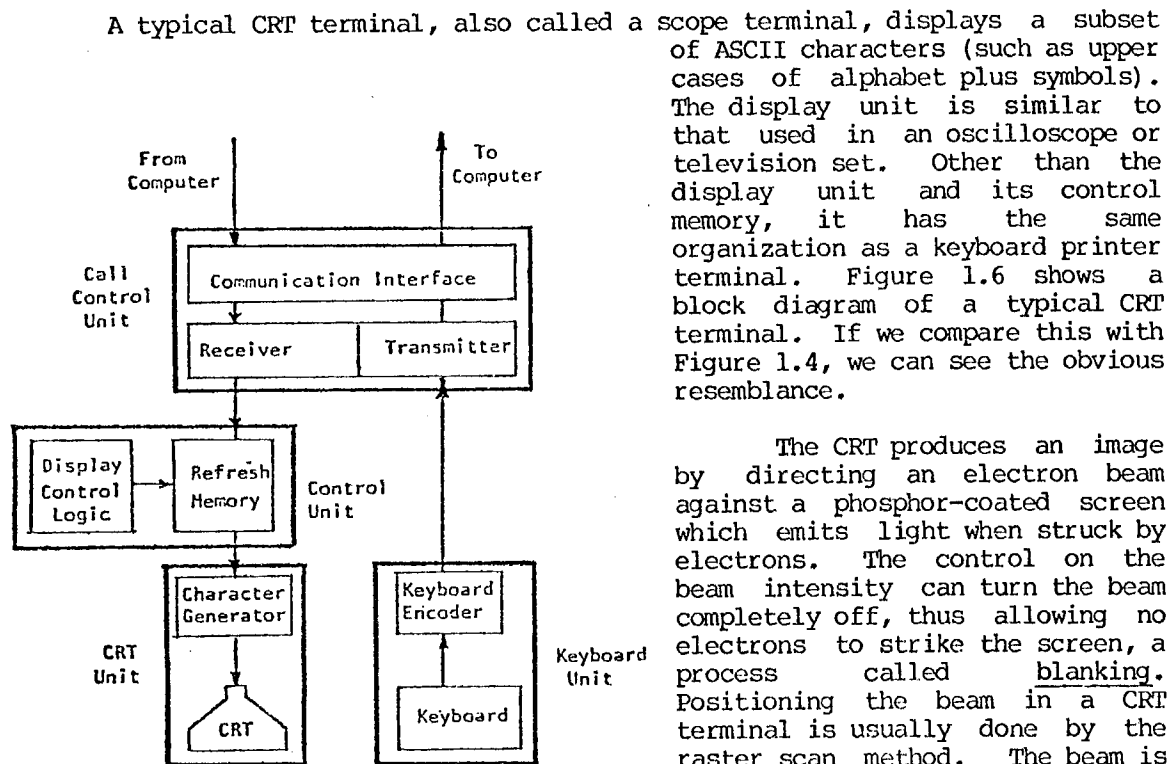 A typical CRT terminal, also called a scope terminal, displays a subset
of ASCII characters (such as upper
cases of alphabet plus symbols).
The display unit is similar to
that used in an oscilloscope or
television set. Other than the
display unit and its control
memory, it has the same
organization as a keyboard printer
terminal. Figure 1.6 shows a
block diagram of a typical CRT
terminal. If we compare this with
Figure 1.4, we can see the obvious
resemblance.
The CRT produces an image
by directing an electron beam
against a phosphor-coated screen
which emits light when struck by
electrons. The control on the
beam intensity can turn the beam
completely off, thus allowing no
electrons to strike the screen, a
process called blanking.
Positioning the beam in a CRT
terminal is usually done by the
raster scan method. The beam is
From
Computer
To
Computer
Call
Control
Unit
Communication Interface
Receiver
Transmitter
Display
Control
Logic
Refresh
Memory
Control
Unit
Character
Generator
CRT
Unit
CRT
Keyboard
Encoder
Keyboard
Keyboard
Unit